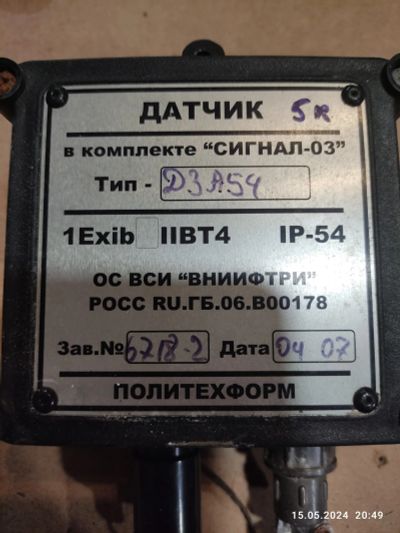 ДАТЧИК 5к
в комплекте “СИГНАЛ-03”
Тип - ДЗА54
1Exib IIBT4 IP-54
ОС ВСИ “ВНИИФТРИ”
РОСС RU.ГБ.06.В00178
Зав.№ 6718-2 Дата 04 07
ПОЛИТЕХФОРМ
15.05.2024 20:49